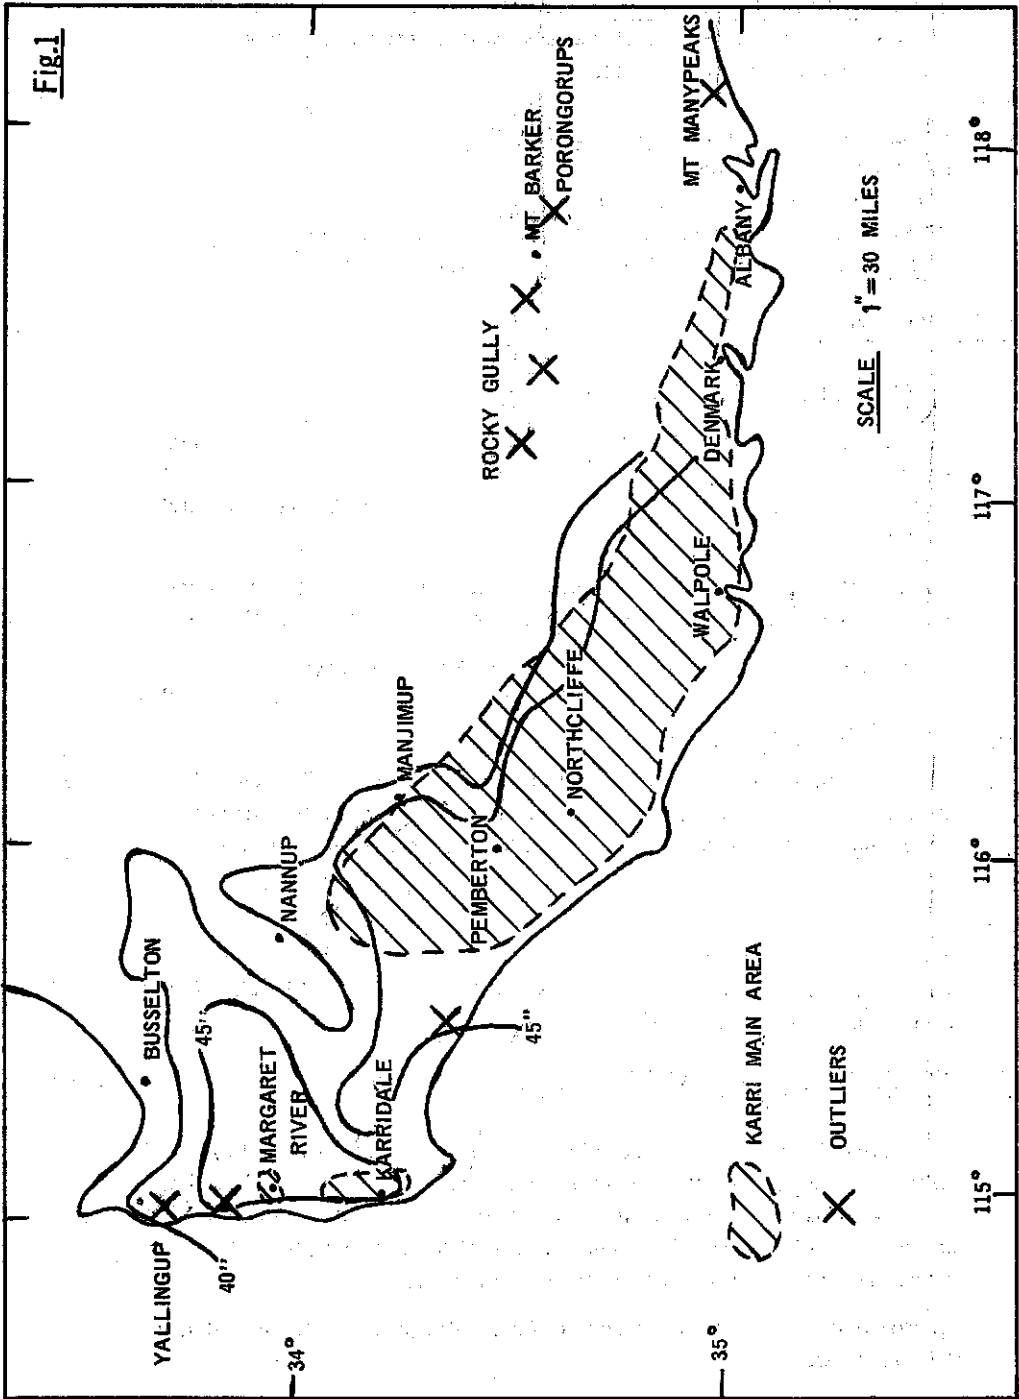 Fig.1
YALLINGUP
BUSSELTON
40"
45"
MARGARET
RIVER
KARRIDALE
NANNUP
45"
MANJIMUP
PEMBERTON
NORTHCLIFFE
WALPOLE
DENMARK
ROCKY GULLY
MT BARKER
PORONGORUPS
ALBANY
MT MANYPEAKS
34°
35°
115°
116°
117°
118°
KARRI MAIN AREA
OUTLIERS
SCALE 1"=30 MILES